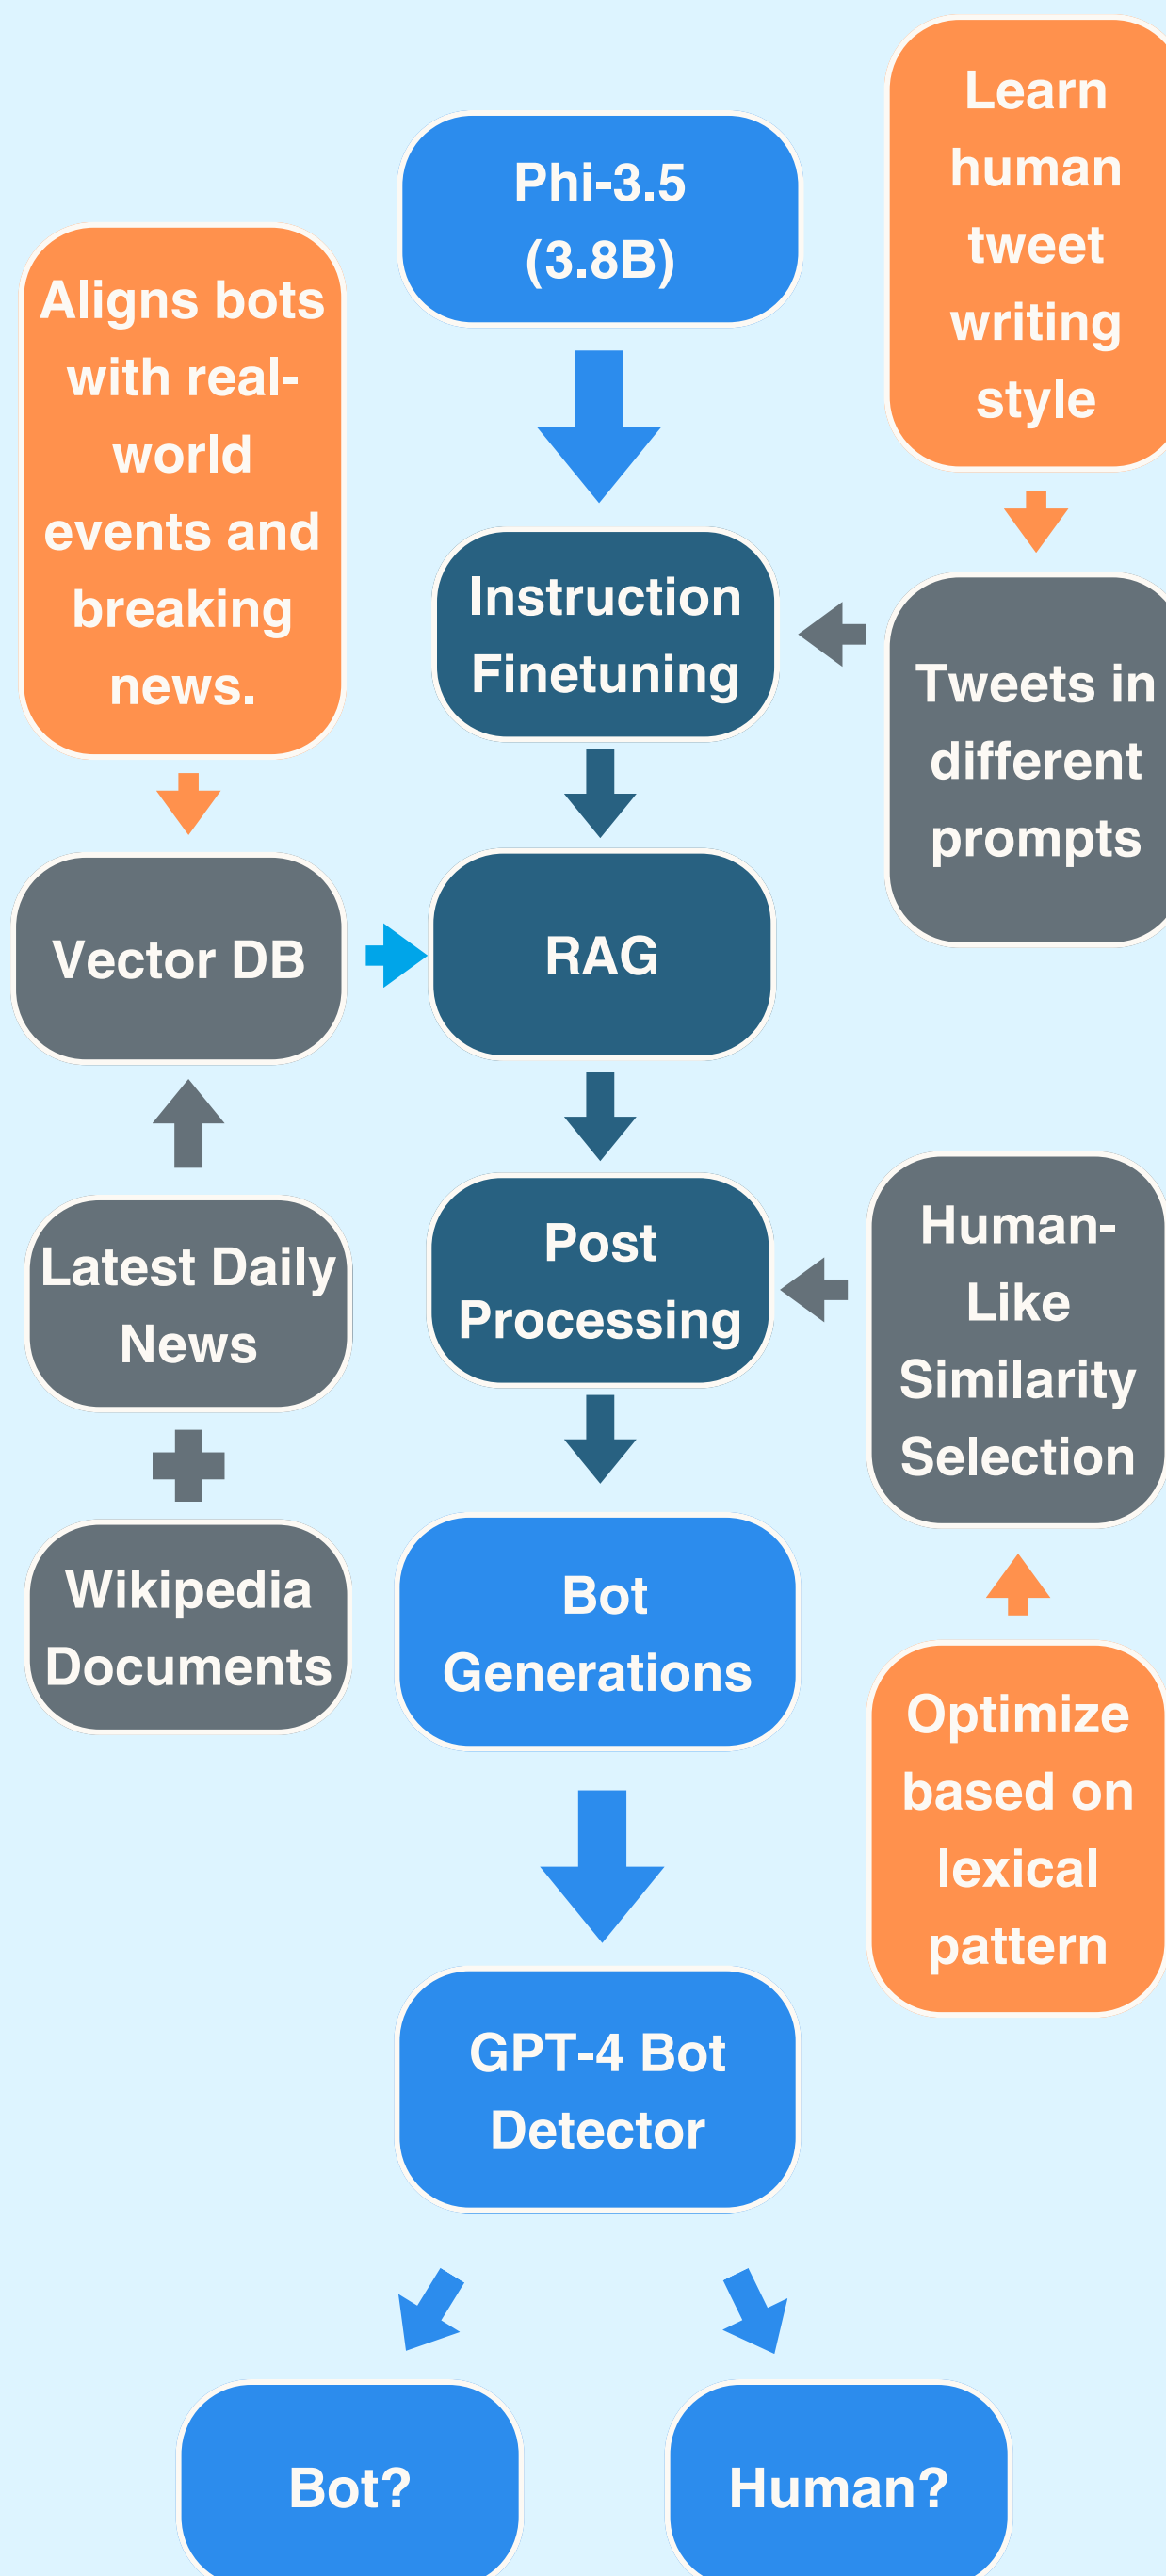 Learn
human
tweet
writing
style
Phi-3.5
(3.8B)
Aligns bots
with real-
world
events and
breaking
news.
Instruction
Finetuning
Tweets in
different
prompts
Vector DB
RAG
Latest Daily
News
Post
Processing
Human-
Like
Similarity
Selection
Wikipedia
Documents
Bot
Generations
Optimize
based on
lexical
pattern
GPT-4 Bot
Detector
Bot?
Human?